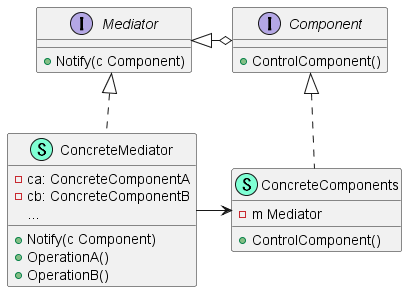 I Mediator
Notify(c Component)
I Component
ControlComponent()
S ConcreteMediator
ca: ConcreteComponentA
cb: ConcreteComponentB
...
Notify(c Component)
OperationA()
OperationB()
S ConcreteComponents
m Mediator
ControlComponent()